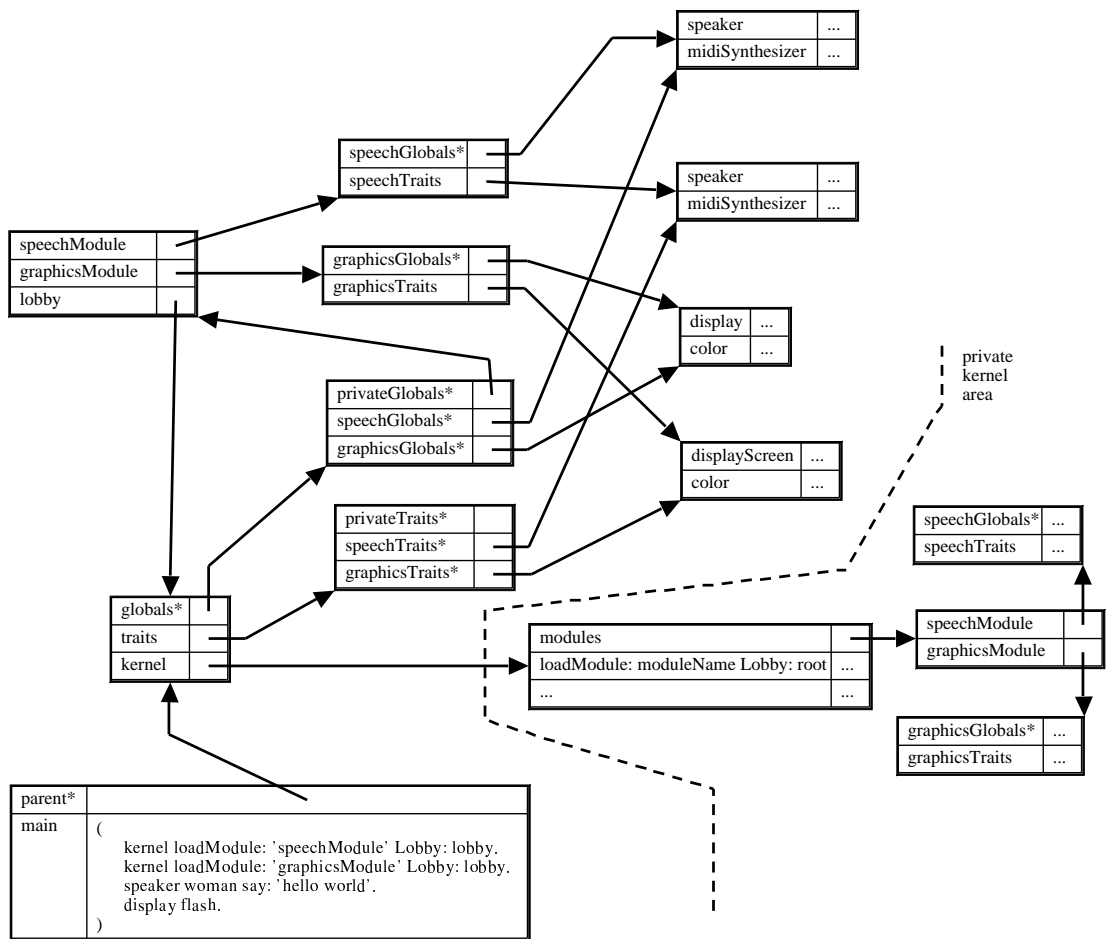 speaker ...
midiSynthesizer ...
speechGlobals*
speechTraits
speaker ...
midiSynthesizer ...
speechModule
graphicsModule
lobby
graphicsGlobals*
graphicsTraits
display ...
color ...
private
kernel
area
privateGlobals*
speechGlobals*
graphicsGlobals*
displayScreen ...
color ...
privateTraits*
speechTraits*
graphicsTraits*
speechGlobals* ...
speechTraits ...
globals*
traits
kernel
modules
loadModule: moduleName Lobby: root ...
... ...
speechModule
graphicsModule
graphicsGlobals* ...
graphicsTraits ...
parent*
main (
kernel loadModule: 'speechModule' Lobby: lobby.
kernel loadModule: 'graphicsModule' Lobby: lobby.
speaker woman say: 'hello world'.
display flash.
)